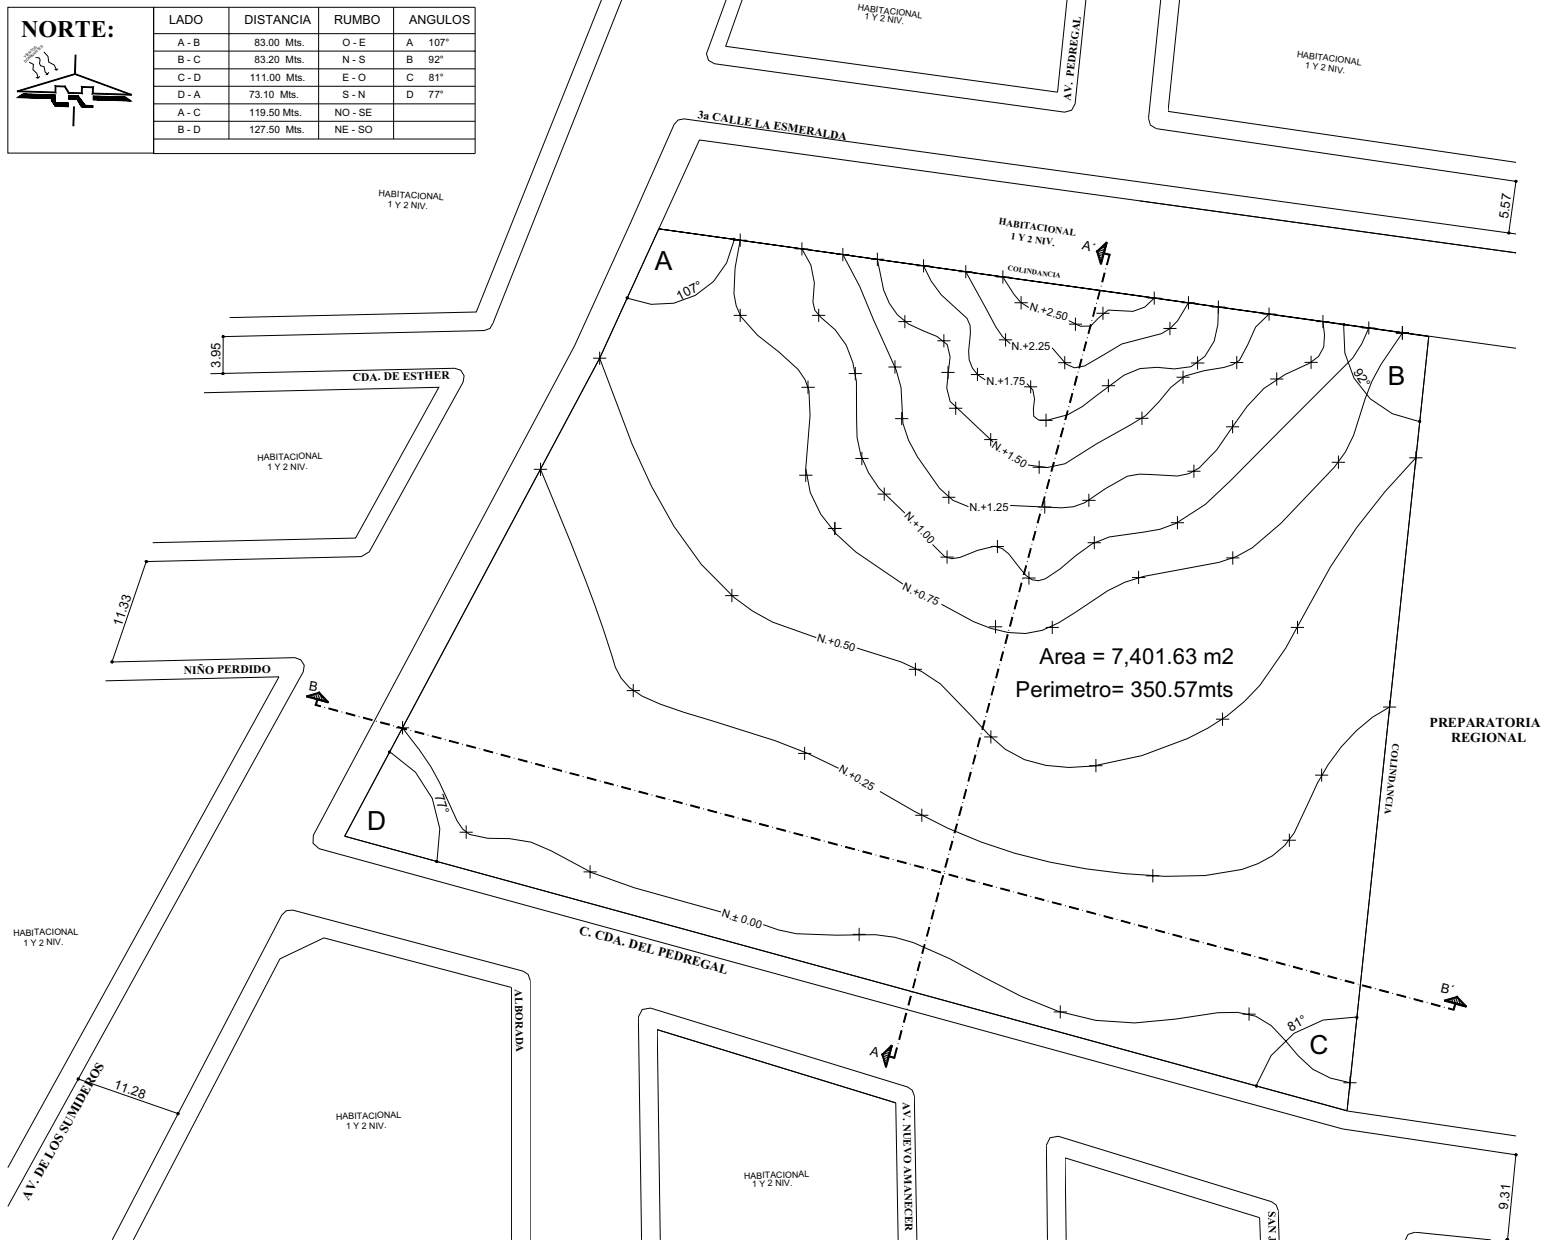 NORTE:
LADO DISTANCIA RUMBO ANGULOS
A - B 83.00 Mts. O - E A 107°
B - C 83.20 Mts. N - S B 92°
C - D 111.00 Mts. E - O C 81°
D - A 73.10 Mts. S - N D 77°
A - C 119.50 Mts. NO - SE
B - D 127.50 Mts. NE - SO
HABITACIONAL
1 Y 2 NIV.
AV. PEDREGAL
HABITACIONAL
1 Y 2 NIV.
3a CALLE LA ESMERALDA
HABITACIONAL
1 Y 2 NIV.
5.57
HABITACIONAL
1 Y 2 NIV.
A´
COLINDANCIA
A
107°
N.+2.50
N.+2.25
N.+1.75
N.+1.50
N.+1.25
N.+1.00
N.+0.75
N.+0.50
N.+0.25
N.± 0.00
B
92°
3.95
CDA. DE ESTHER
HABITACIONAL
1 Y 2 NIV.
11.33
NIÑO PERDIDO
Area = 7,401.63 m2
Perimetro= 350.57mts
B
PREPARATORIA
REGIONAL
COLINDANCIA
77°
D
HABITACIONAL
1 Y 2 NIV.
C. CDA. DEL PEDREGAL
B´
81°
C
A
ALBORADA
AV. DE LOS SUMIDEROS
11.28
HABITACIONAL
1 Y 2 NIV.
HABITACIONAL
1 Y 2 NIV.
AV. NUEVO AMANECER
SAN
9.31